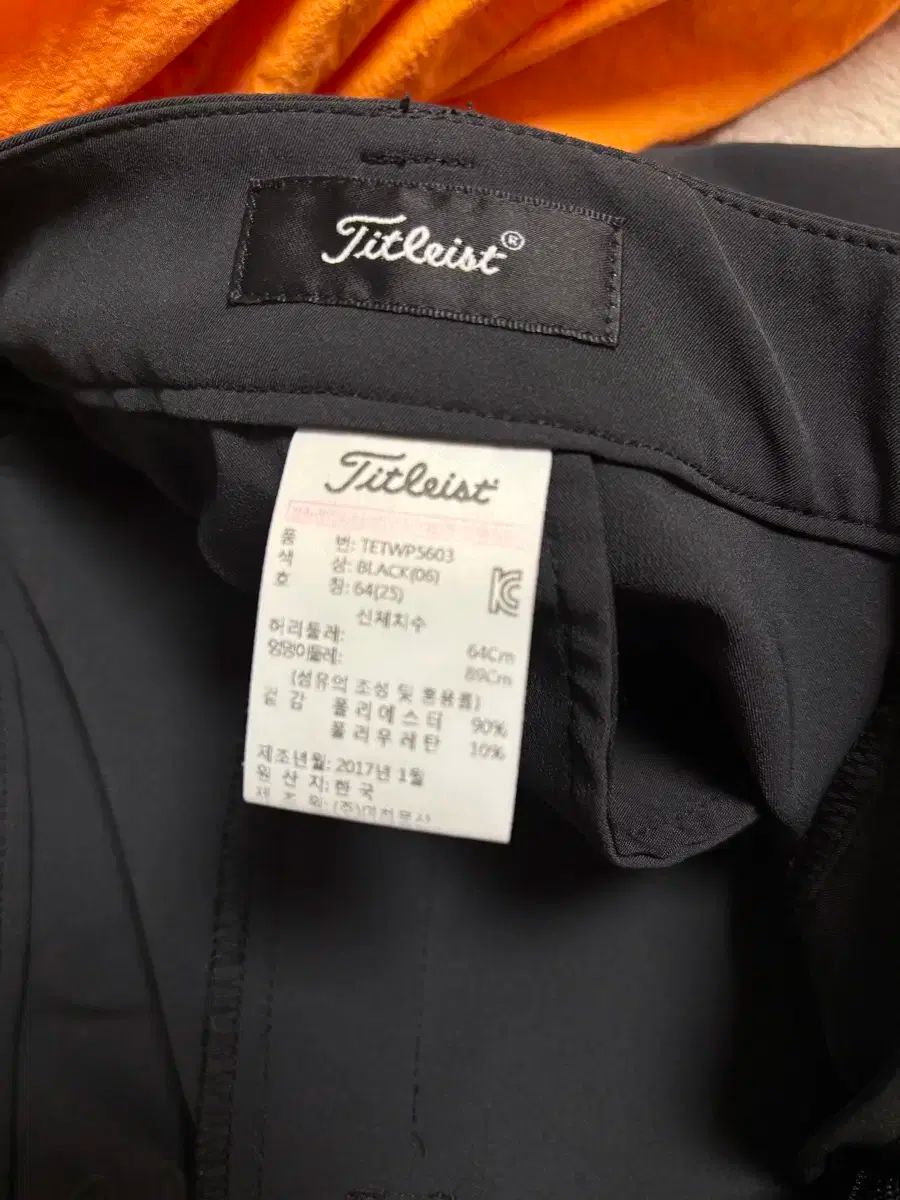 Titleist®
Titleist
품 번: TETWP5603
색 상: BLACK(06)
호 칭: 64(25)
신체치수
허리둘레: 64Cm
엉덩이둘레: 89Cm
(섬유의 조성 및 혼용률)
겉 감 폴리에스터 90%
폴리우레탄 10%
제조년월: 2017년 1월
원 산 지: 한 국
제 조 원: